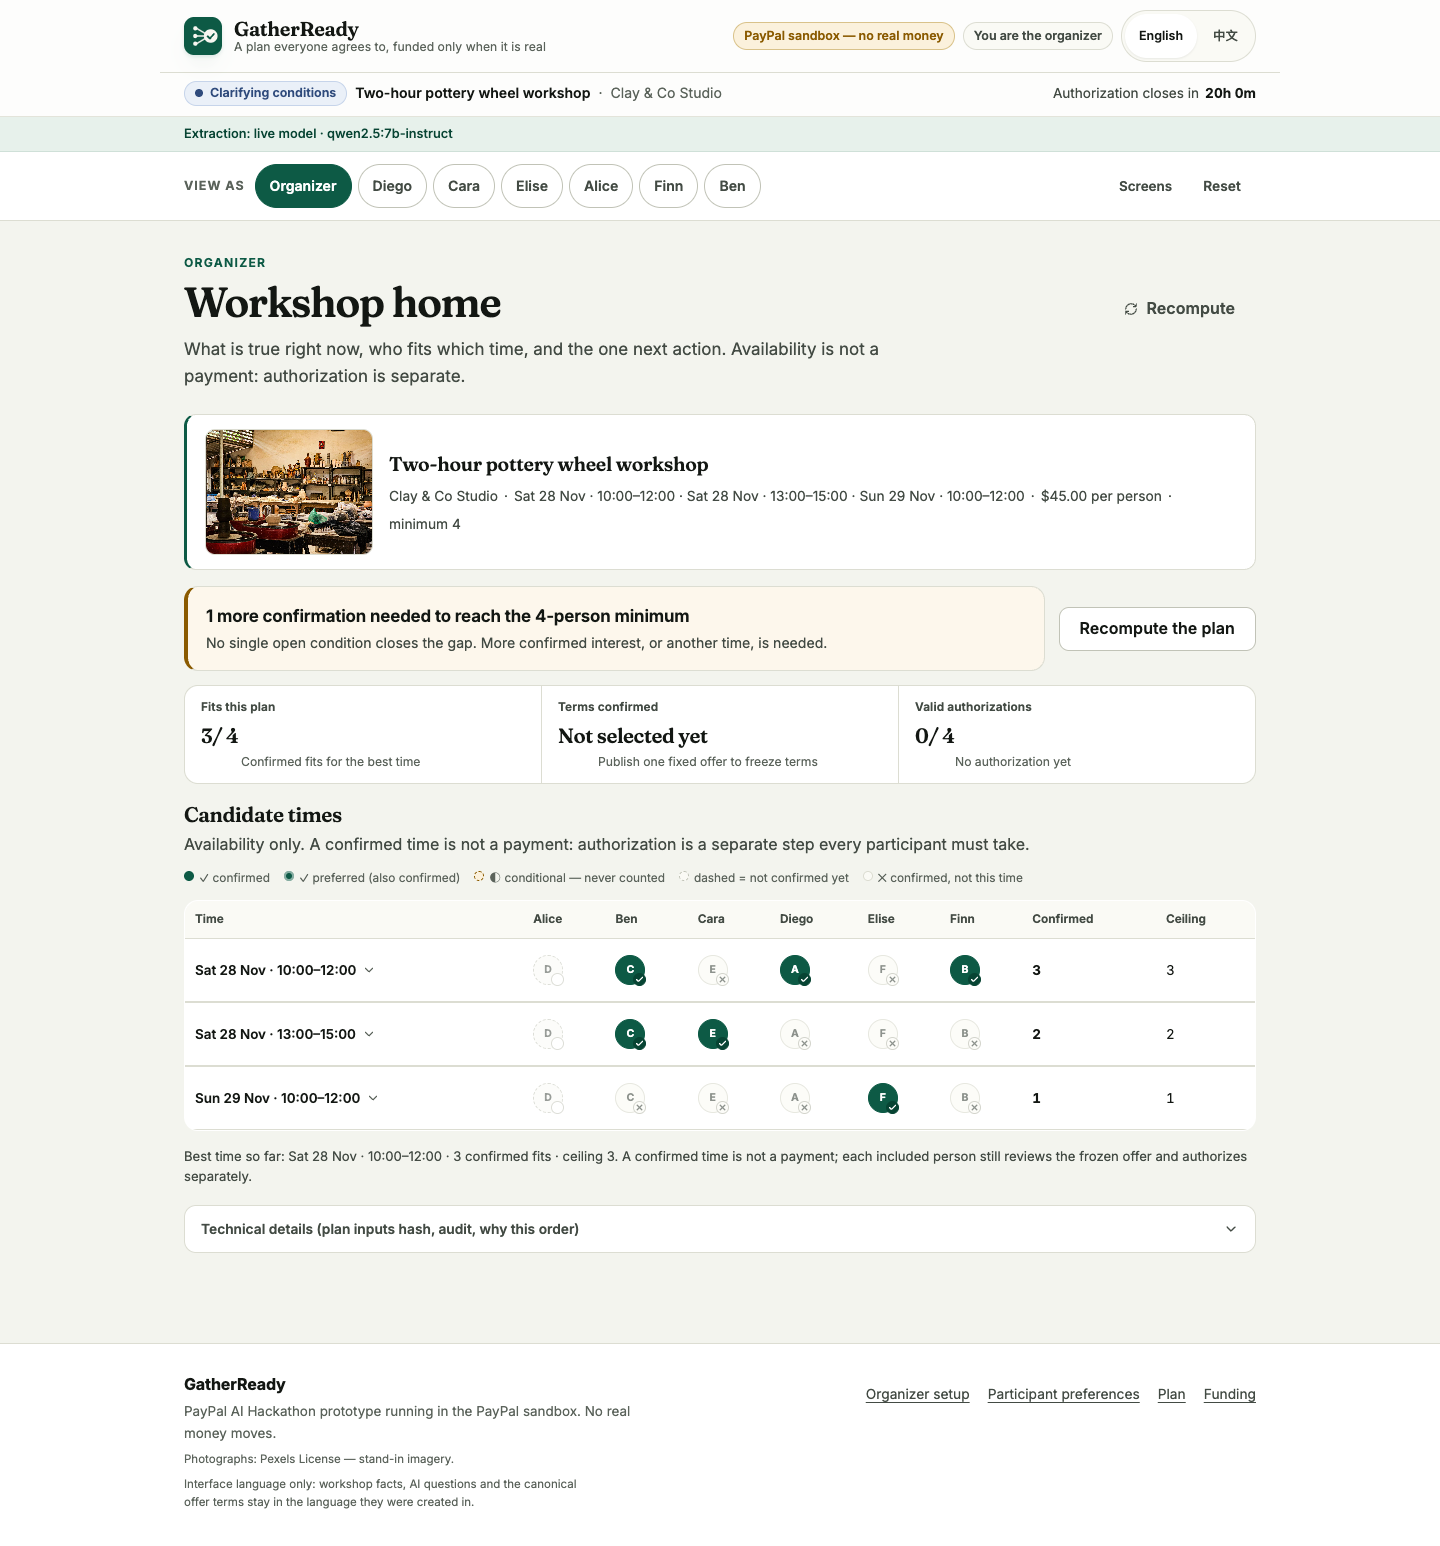 GatherReady
A plan everyone agrees to, funded only when it is real
PayPal sandbox — no real money
You are the organizer
English
中文
Clarifying conditions
Two-hour pottery wheel workshop · Clay & Co Studio
Authorization closes in 20h 0m
Extraction: live model · qwen2.5:7b-instruct
VIEW AS
Organizer
Diego
Cara
Elise
Alice
Finn
Ben
Screens
Reset
ORGANIZER
Workshop home
Recompute
What is true right now, who fits which time, and the one next action. Availability is not a
payment: authorization is separate.
Two-hour pottery wheel workshop
Clay & Co Studio · Sat 28 Nov · 10:00–12:00 · Sat 28 Nov · 13:00–15:00 · Sun 29 Nov · 10:00–12:00 · $45.00 per person ·
minimum 4
1 more confirmation needed to reach the 4-person minimum
No single open condition closes the gap. More confirmed interest, or another time, is needed.
Recompute the plan
Fits this plan
3/4
Confirmed fits for the best time
Terms confirmed
Not selected yet
Publish one fixed offer to freeze terms
Valid authorizations
0/4
No authorization yet
Candidate times
Availability only. A confirmed time is not a payment: authorization is a separate step every participant must take.
✓ confirmed
✓ preferred (also confirmed)
◐ conditional — never counted
dashed = not confirmed yet
✕ confirmed, not this time
Time Alice Ben Cara Diego Elise Finn Confirmed Ceiling
Sat 28 Nov · 10:00–12:00 D C E A F B 3 3
Sat 28 Nov · 13:00–15:00 D C E A F B 2 2
Sun 29 Nov · 10:00–12:00 D C E A F B 1 1
Best time so far: Sat 28 Nov · 10:00–12:00 · 3 confirmed fits · ceiling 3. A confirmed time is not a payment; each included person still reviews the frozen offer and authorizes
separately.
Technical details (plan inputs hash, audit, why this order)
GatherReady
PayPal AI Hackathon prototype running in the PayPal sandbox. No real
money moves.
Photographs: Pexels License — stand-in imagery.
Interface language only: workshop facts, AI questions and the canonical
offer terms stay in the language they were created in.
Organizer setup
Participant preferences
Plan
Funding